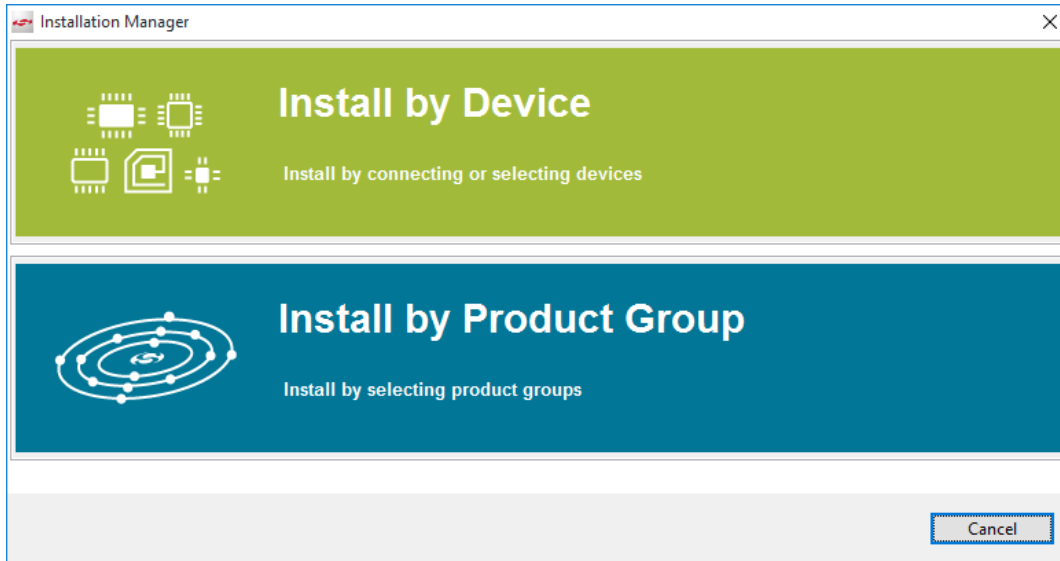 Installation Manager
Install by Device
Install by connecting or selecting devices
Install by Product Group
Install by selecting product groups
Cancel